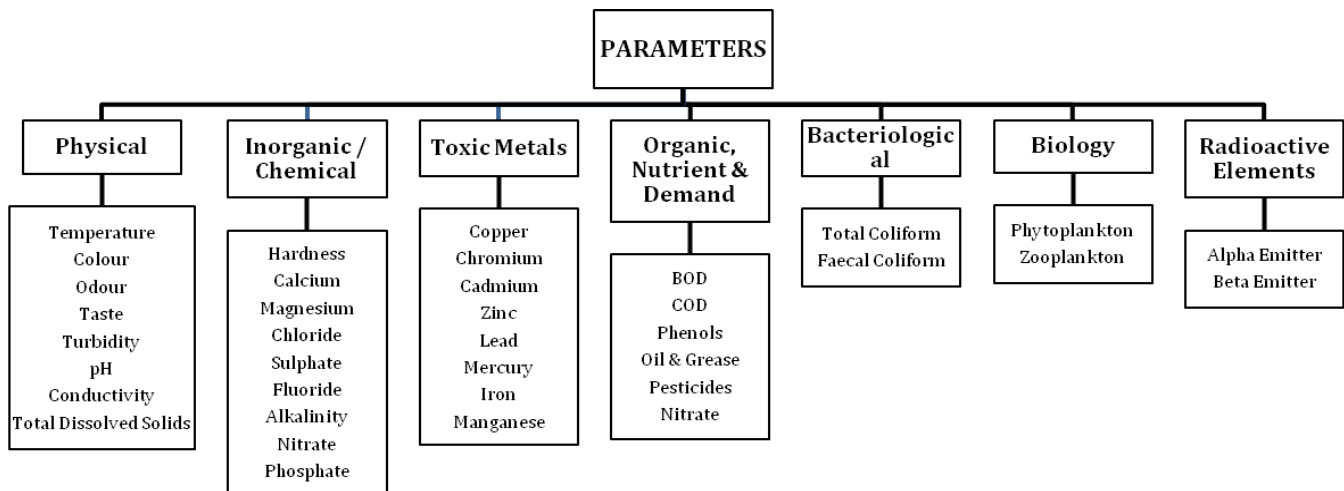 PARAMETERS
Physical
Temperature
Colour
Odour
Taste
Turbidity
pH
Conductivity
Total Dissolved Solids
Inorganic /
Chemical
Hardness
Calcium
Magnesium
Chloride
Sulphate
Fluoride
Alkalinity
Nitrate
Phosphate
Toxic Metals
Copper
Chromium
Cadmium
Zinc
Lead
Mercury
Iron
Manganese
Organic,
Nutrient &
Demand
BOD
COD
Phenols
Oil & Grease
Pesticides
Nitrate
Bacteriologic
al
Total Coliform
Faecal Coliform
Biology
Phytoplankton
Zooplankton
Radioactive
Elements
Alpha Emitter
Beta Emitter